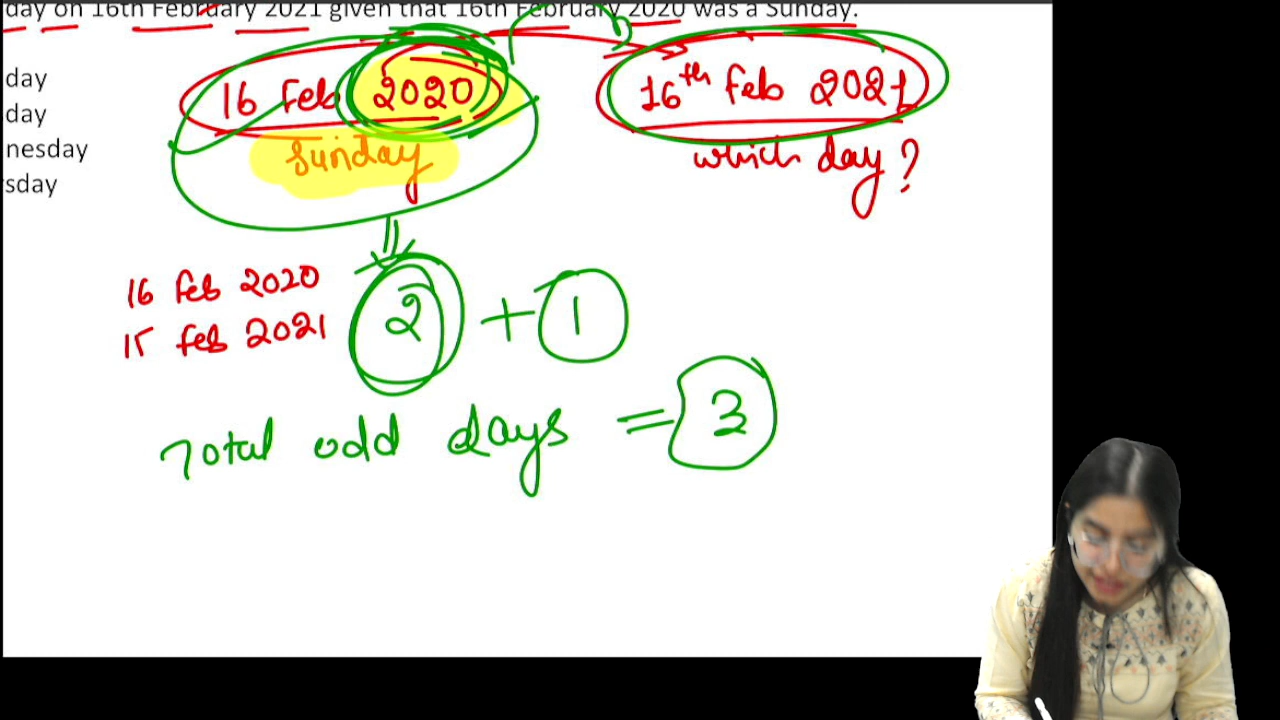 day on 16th February 2021 given that 16th February 2020 was a Sunday.
day
day
nesday
sday
16 Feb 2020
16th Feb 2021
Sunday
which day?
16 Feb 2020
15 Feb 2021
2 + 1
Total odd days = 3